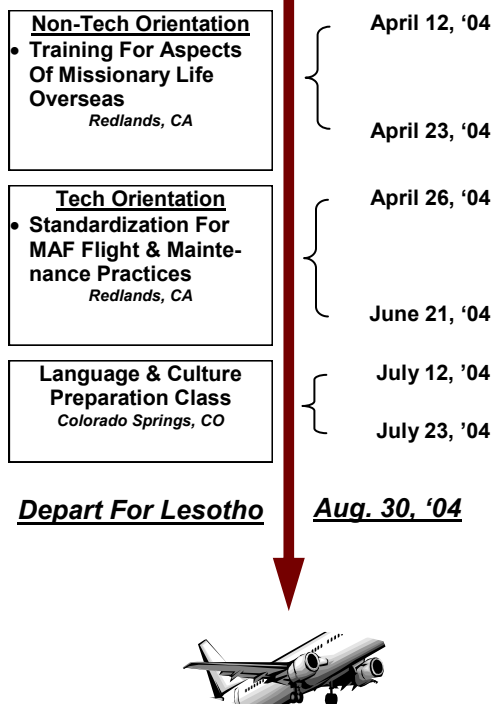 Non-Tech Orientation
• Training For Aspects
Of Missionary Life
Overseas
Redlands, CA
April 12, ‘04
April 23, ‘04
Tech Orientation
• Standardization For
MAF Flight & Mainte-
nance Practices
Redlands, CA
April 26, ‘04
June 21, ‘04
Language & Culture
Preparation Class
Colorado Springs, CO
July 12, ’04
July 23, ’04
Depart For Lesotho
Aug. 30, ‘04